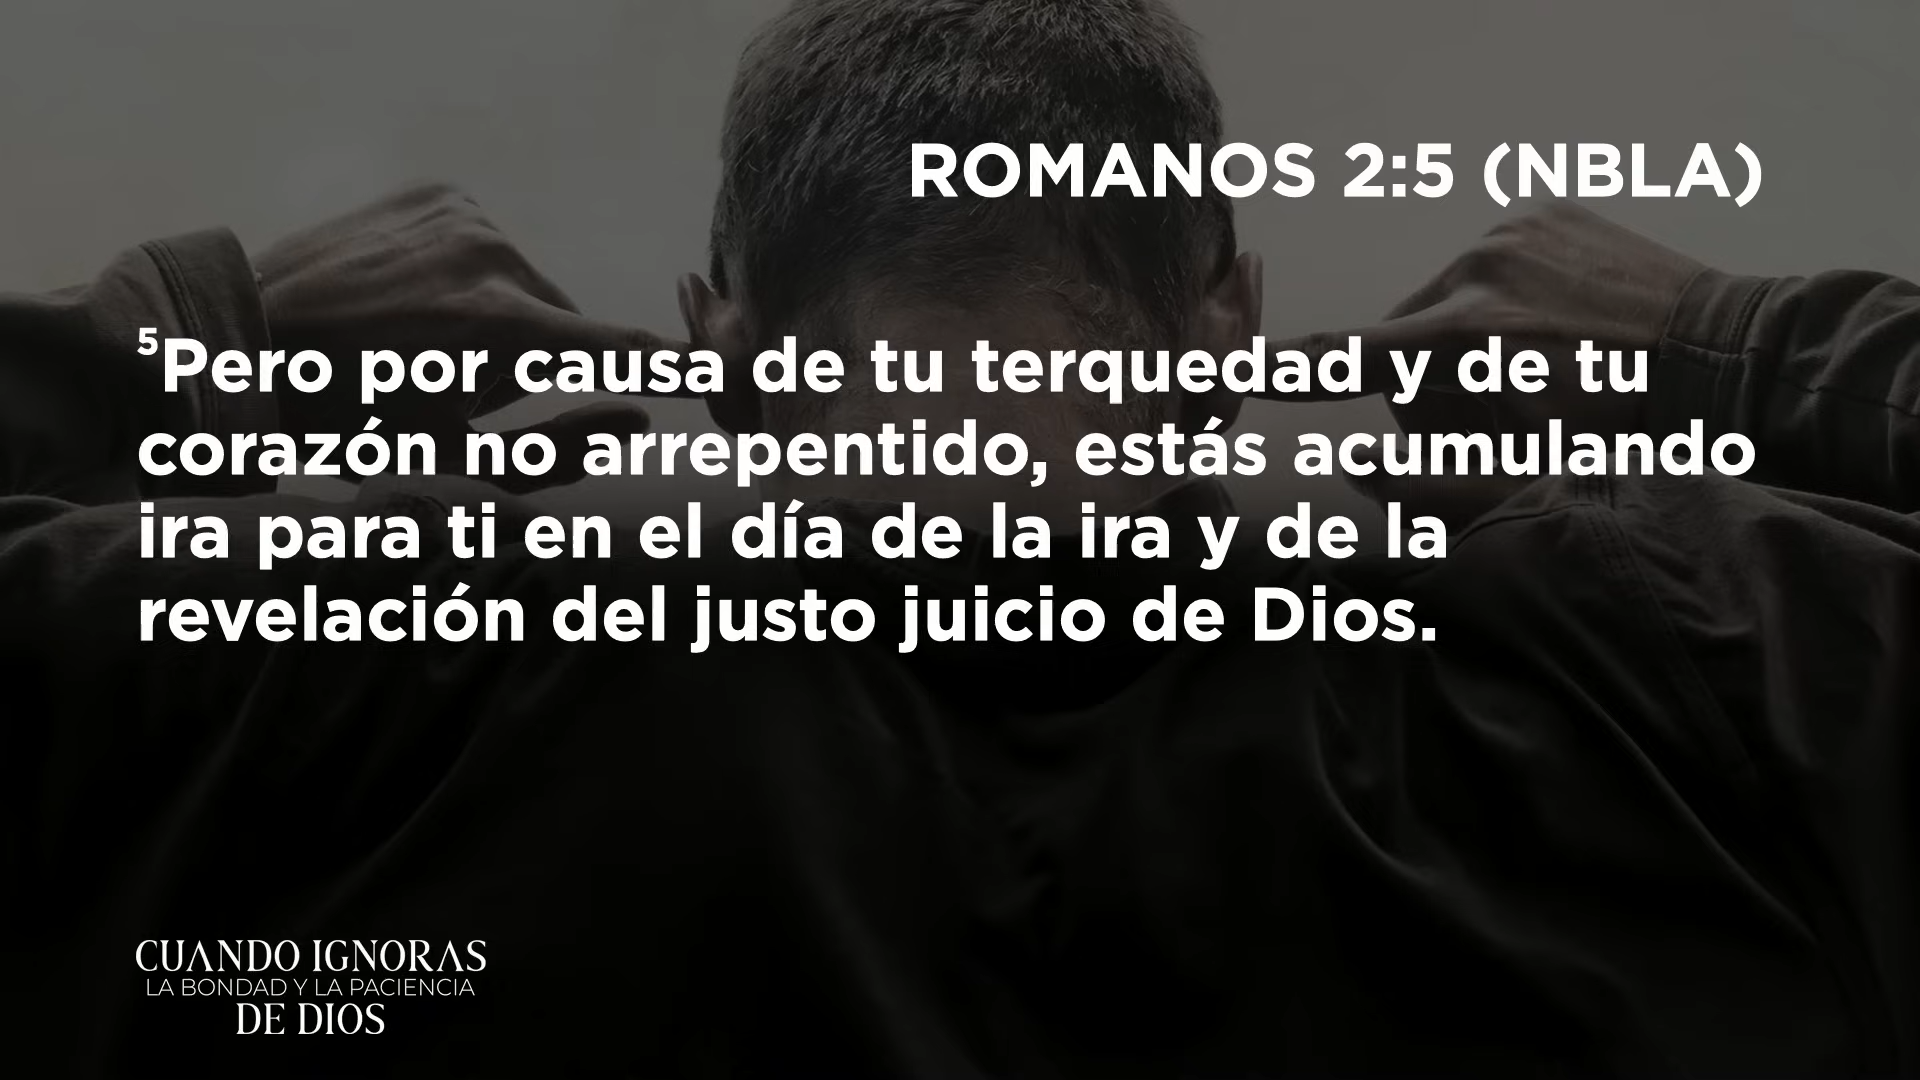 ROMANOS 2:5 (NBLA)
⁵Pero por causa de tu terquedad y de tu
corazón no arrepentido, estás acumulando
ira para ti en el día de la ira y de la
revelación del justo juicio de Dios.
CUANDO IGNORAS
LA BONDAD Y LA PACIENCIA
DE DIOS